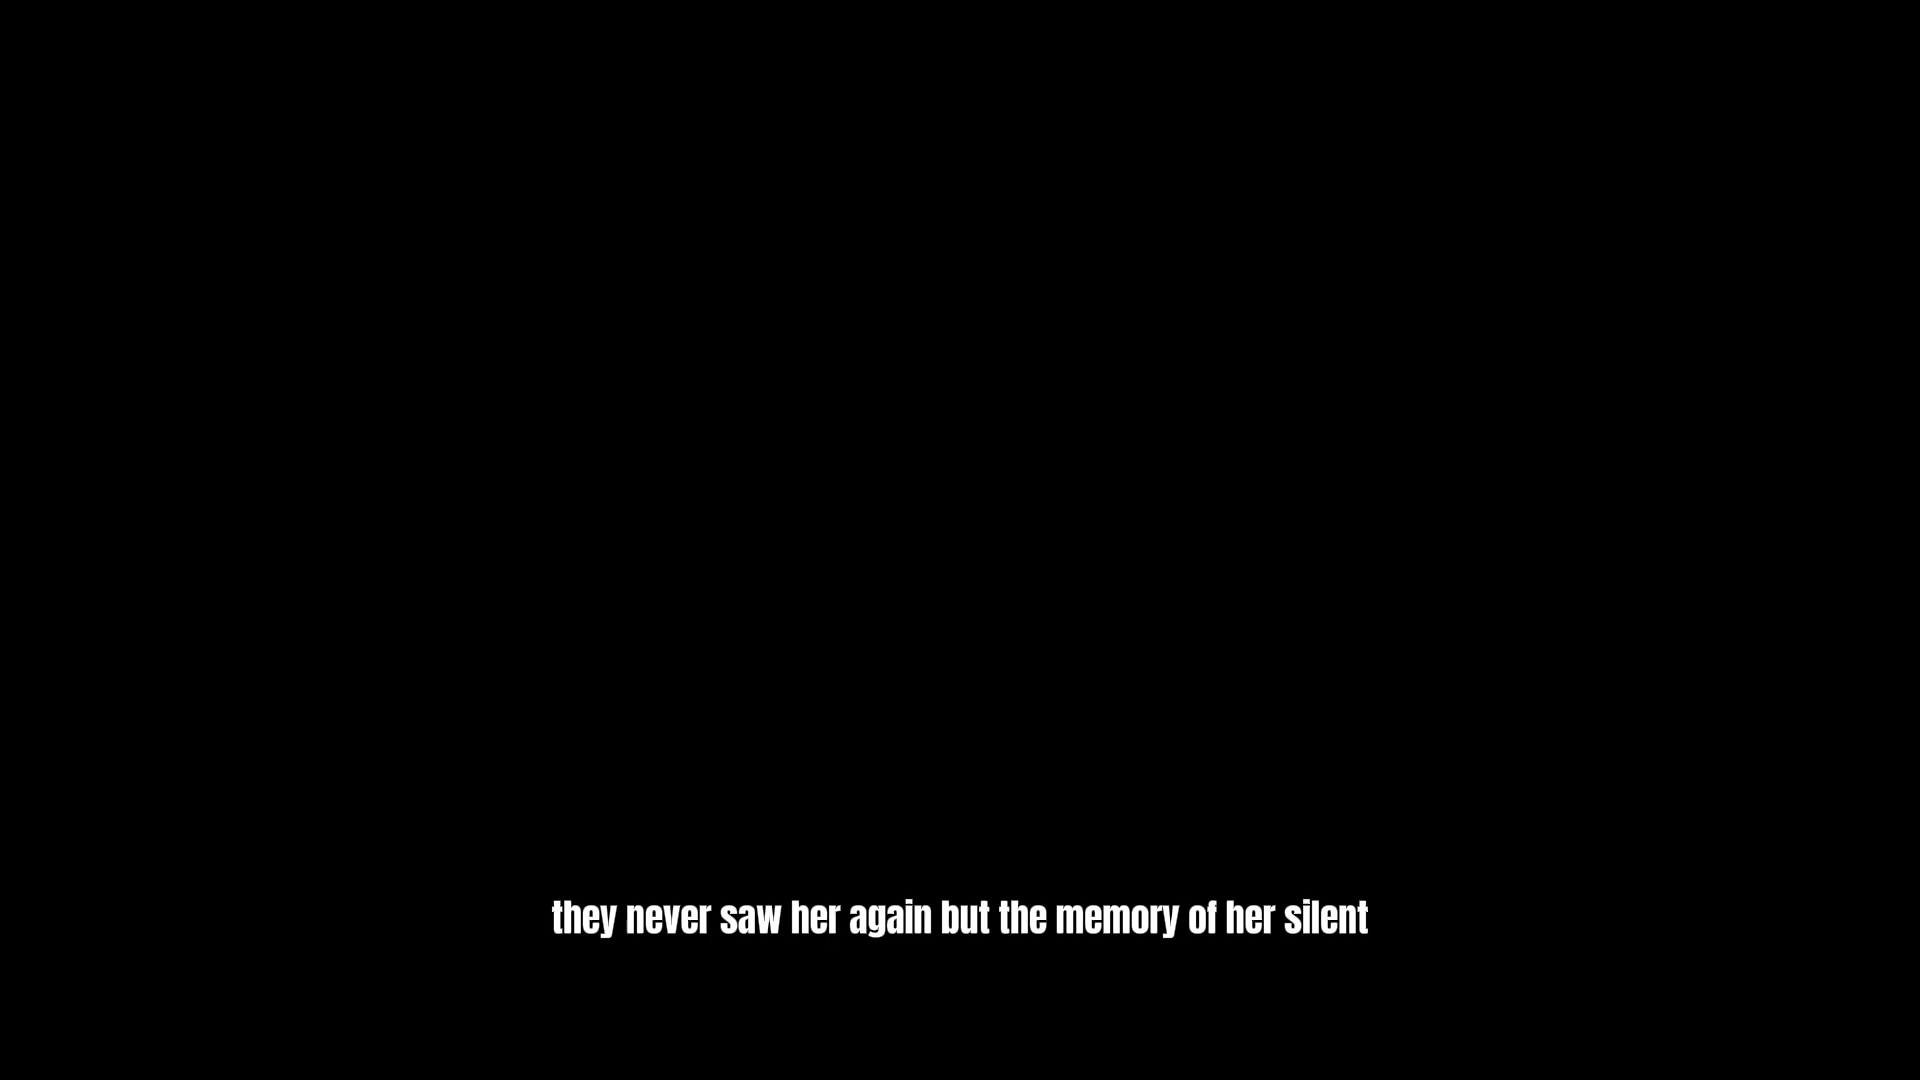 they never saw her again but the memory of her silent